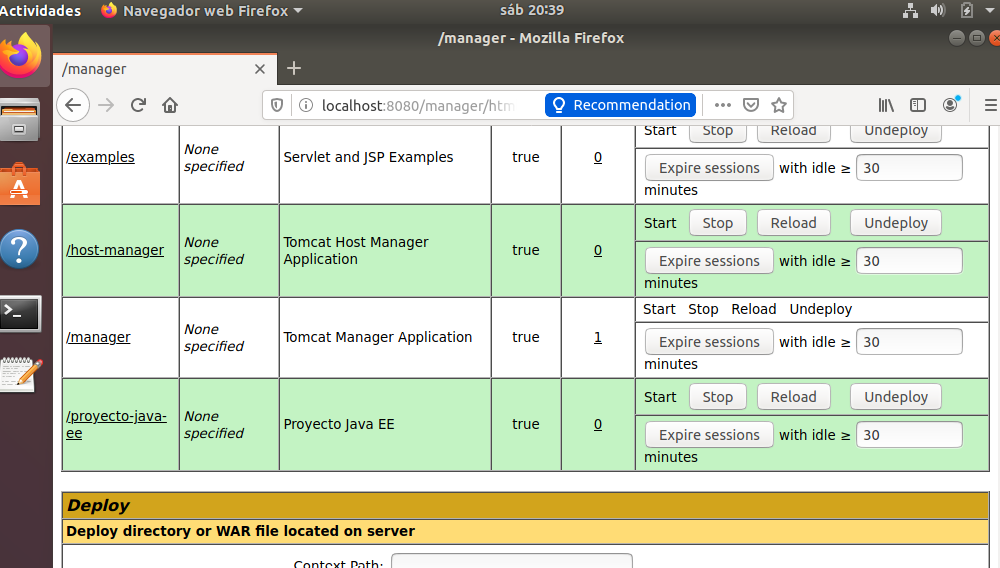 Actividades
Navegador web Firefox
sáb 20:39
/manager - Mozilla Firefox
/manager
localhost:8080/manager/htm
Recommendation
/examples
None
specified
Servlet and JSP Examples
true
0
Start Stop Reload Undeploy
Expire sessions with idle ≥ 30
minutes
/host-manager
None
specified
Tomcat Host Manager
Application
true
0
Start Stop Reload Undeploy
Expire sessions with idle ≥ 30
minutes
/manager
None
specified
Tomcat Manager Application
true
1
Start Stop Reload Undeploy
Expire sessions with idle ≥ 30
minutes
/proyecto-java-
ee
None
specified
Proyecto Java EE
true
0
Start Stop Reload Undeploy
Expire sessions with idle ≥ 30
minutes
Deploy
Deploy directory or WAR file located on server
Context Path: